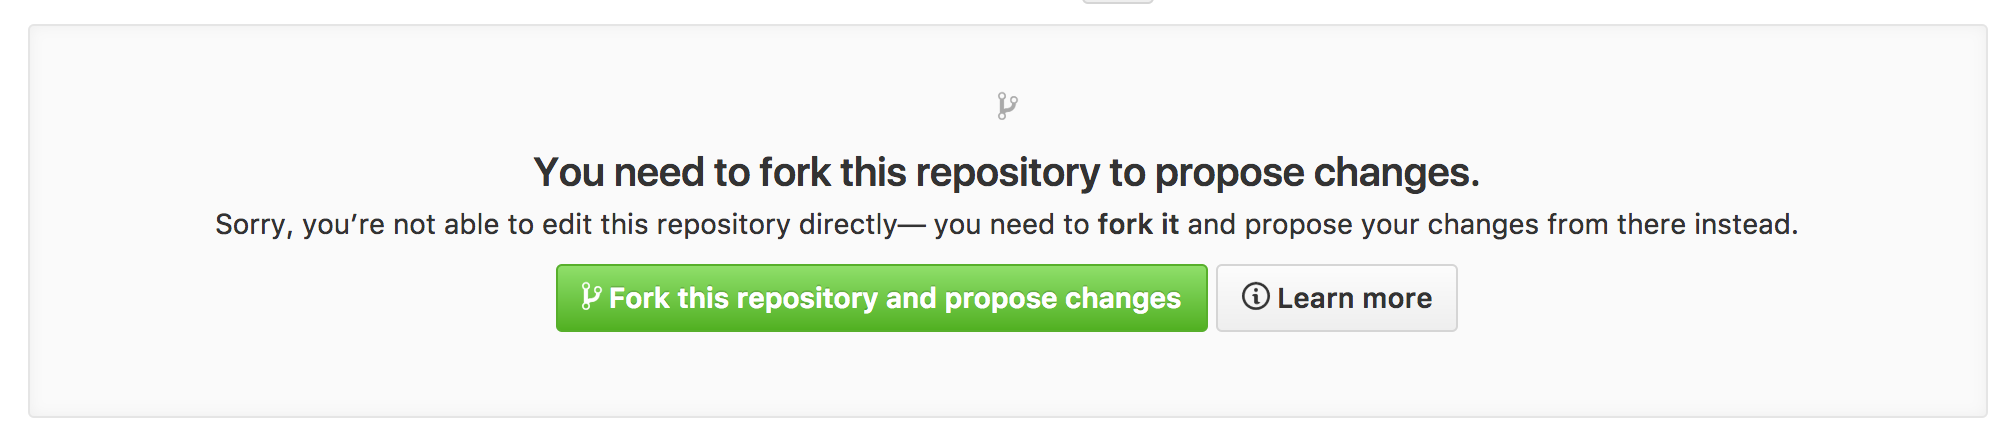 You need to fork this repository to propose changes.
Sorry, you’re not able to edit this repository directly— you need to fork it and propose your changes from there instead.
Fork this repository and propose changes
Learn more